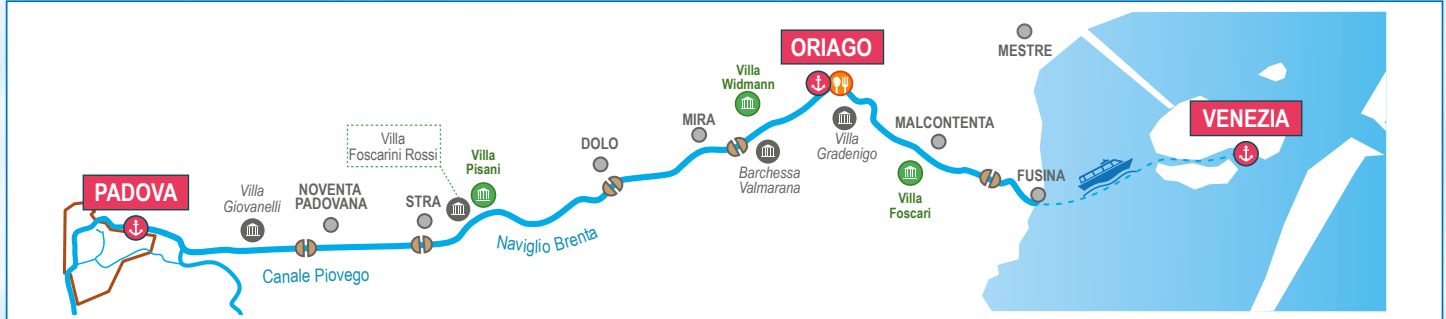 PADOVA
Villa
Giovanelli
NOVENTA
PADOVANA
Canale Piovego
STRA
Villa
Foscarini Rossi
Villa
Pisani
Naviglio Brenta
DOLO
MIRA
Villa
Widmann
Barchessa
Valmarana
ORIAGO
Villa
Gradenigo
MALCONTENTA
Villa
Foscari
FUSINA
MESTRE
VENEZIA